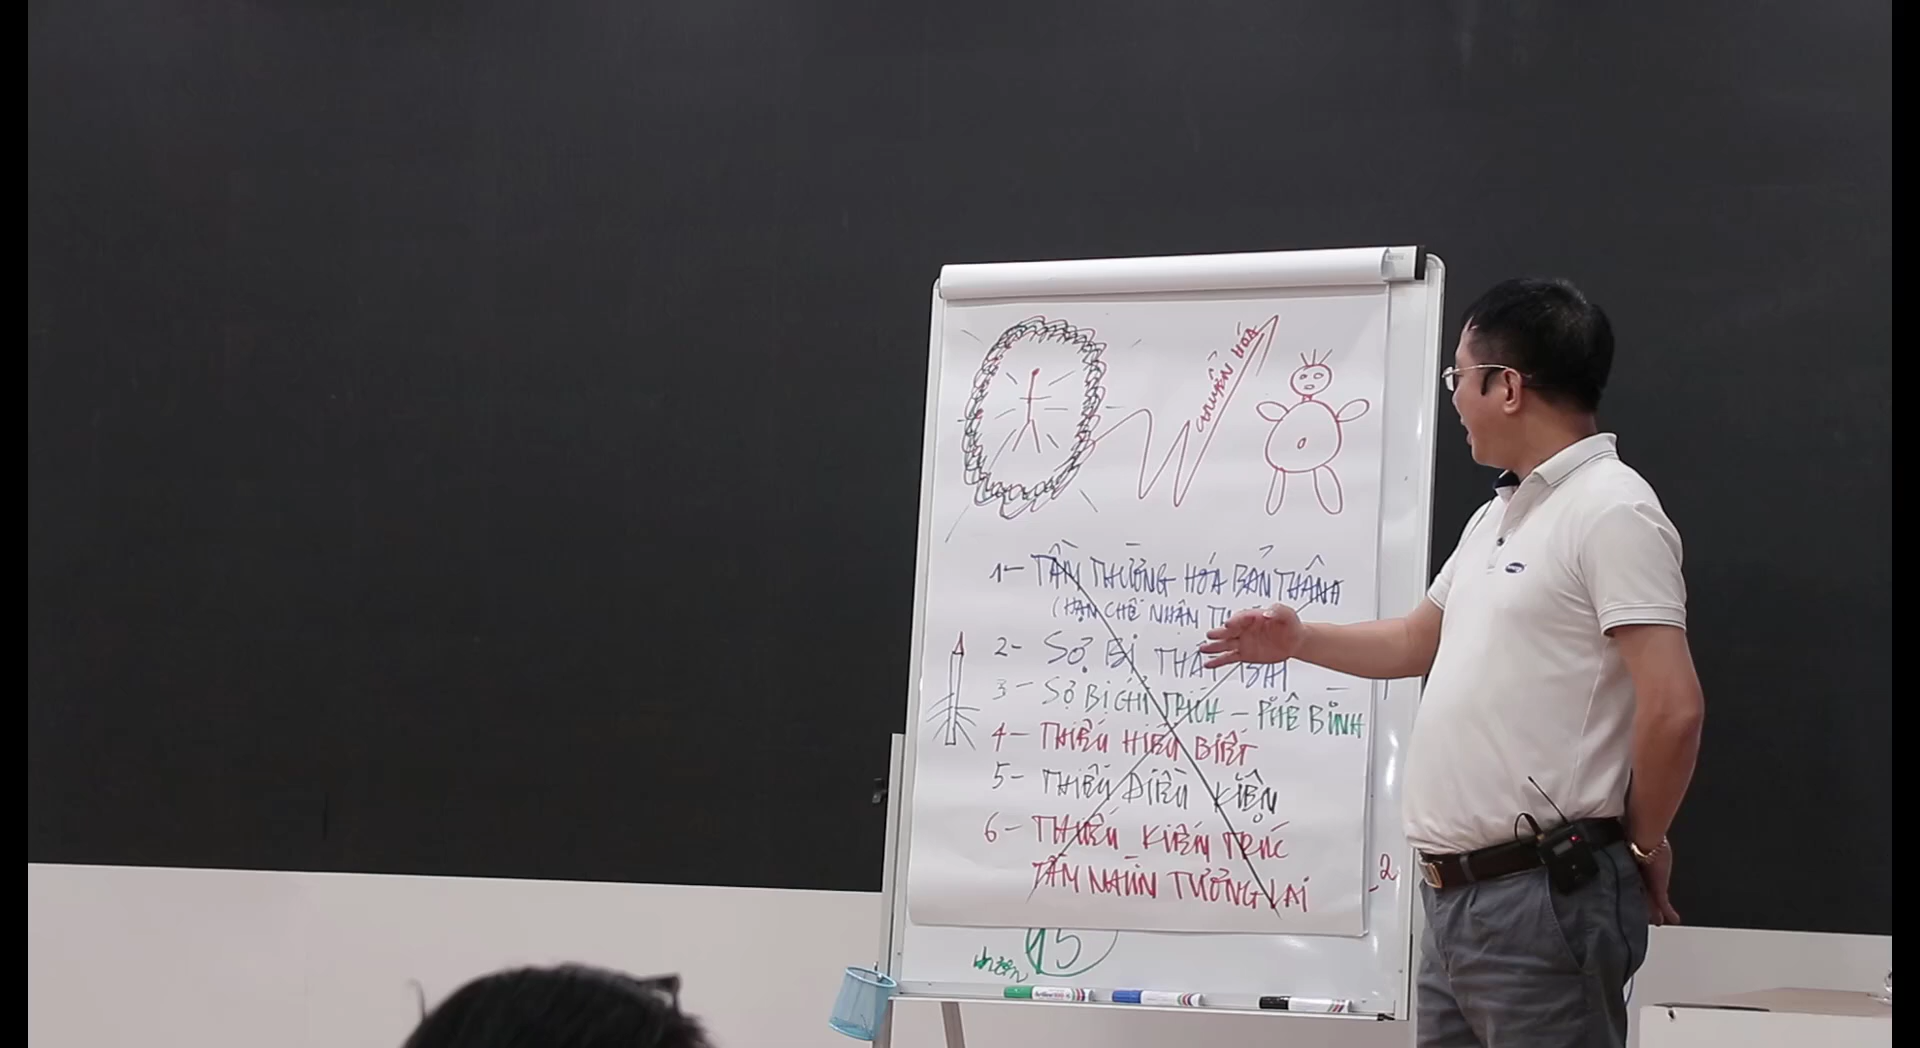 CHUYỂN HÓA
1- TẦM THƯỜNG HÓA BẢN THÂN
(HẠN CHẾ NHẬN
2- SỢ BỊ THẤT BẠI
3- SỢ BỊ CHỈ TRÍCH - PHÊ BÌNH
4- THIẾU HIỂU BIẾT
5- THIẾU ĐIỀU KIỆN
6- THIẾU KIẾN TRÚC
TẦM NHÌN TƯƠNG LAI
2
15